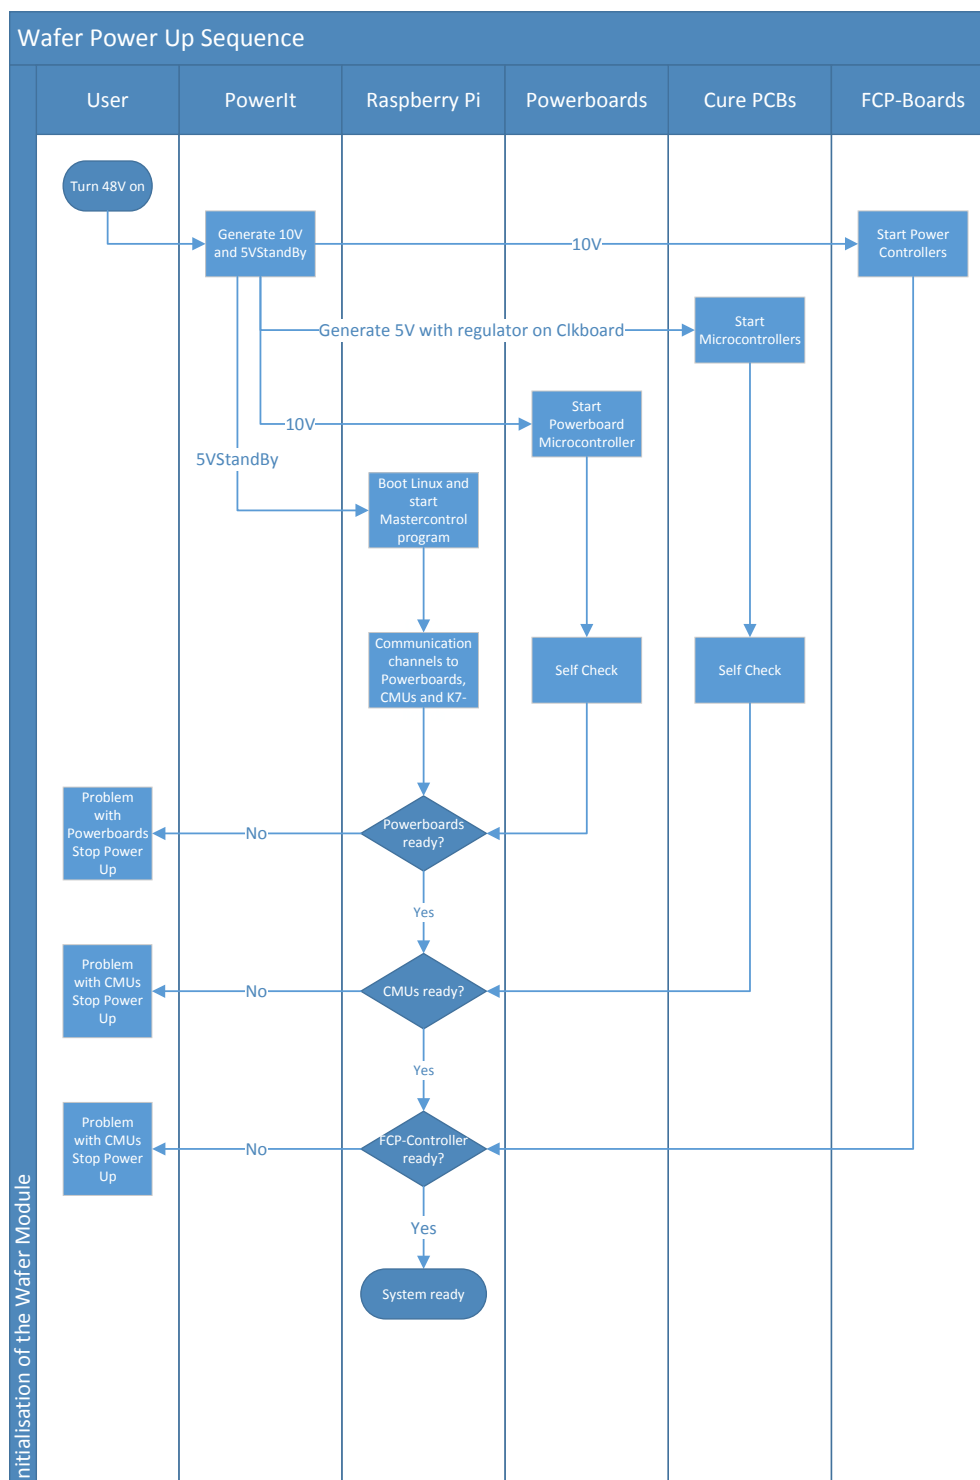 Wafer Power Up Sequence
User
PowerIt
Raspberry Pi
Powerboards
Cure PCBs
FCP-Boards
Turn 48V on
Generate 10V
and 5VStandBy
10V
Start Power
Controllers
Generate 5V with regulator on Clkboard
Start
Microcontrollers
10V
Start
Powerboard
Microcontroller
5VStandBy
Boot Linux and
start
Mastercontrol
program
Communication
channels to
Powerboards,
CMUs and K7-
Self Check
Self Check
Problem
with
Powerboards
Stop Power
Up
No
Powerboards
ready?
Yes
Problem
with CMUs
Stop Power
Up
No
CMUs ready?
Yes
Problem
with CMUs
Stop Power
Up
No
FCP-Controller
ready?
Yes
System ready
nitialisation of the Wafer Module